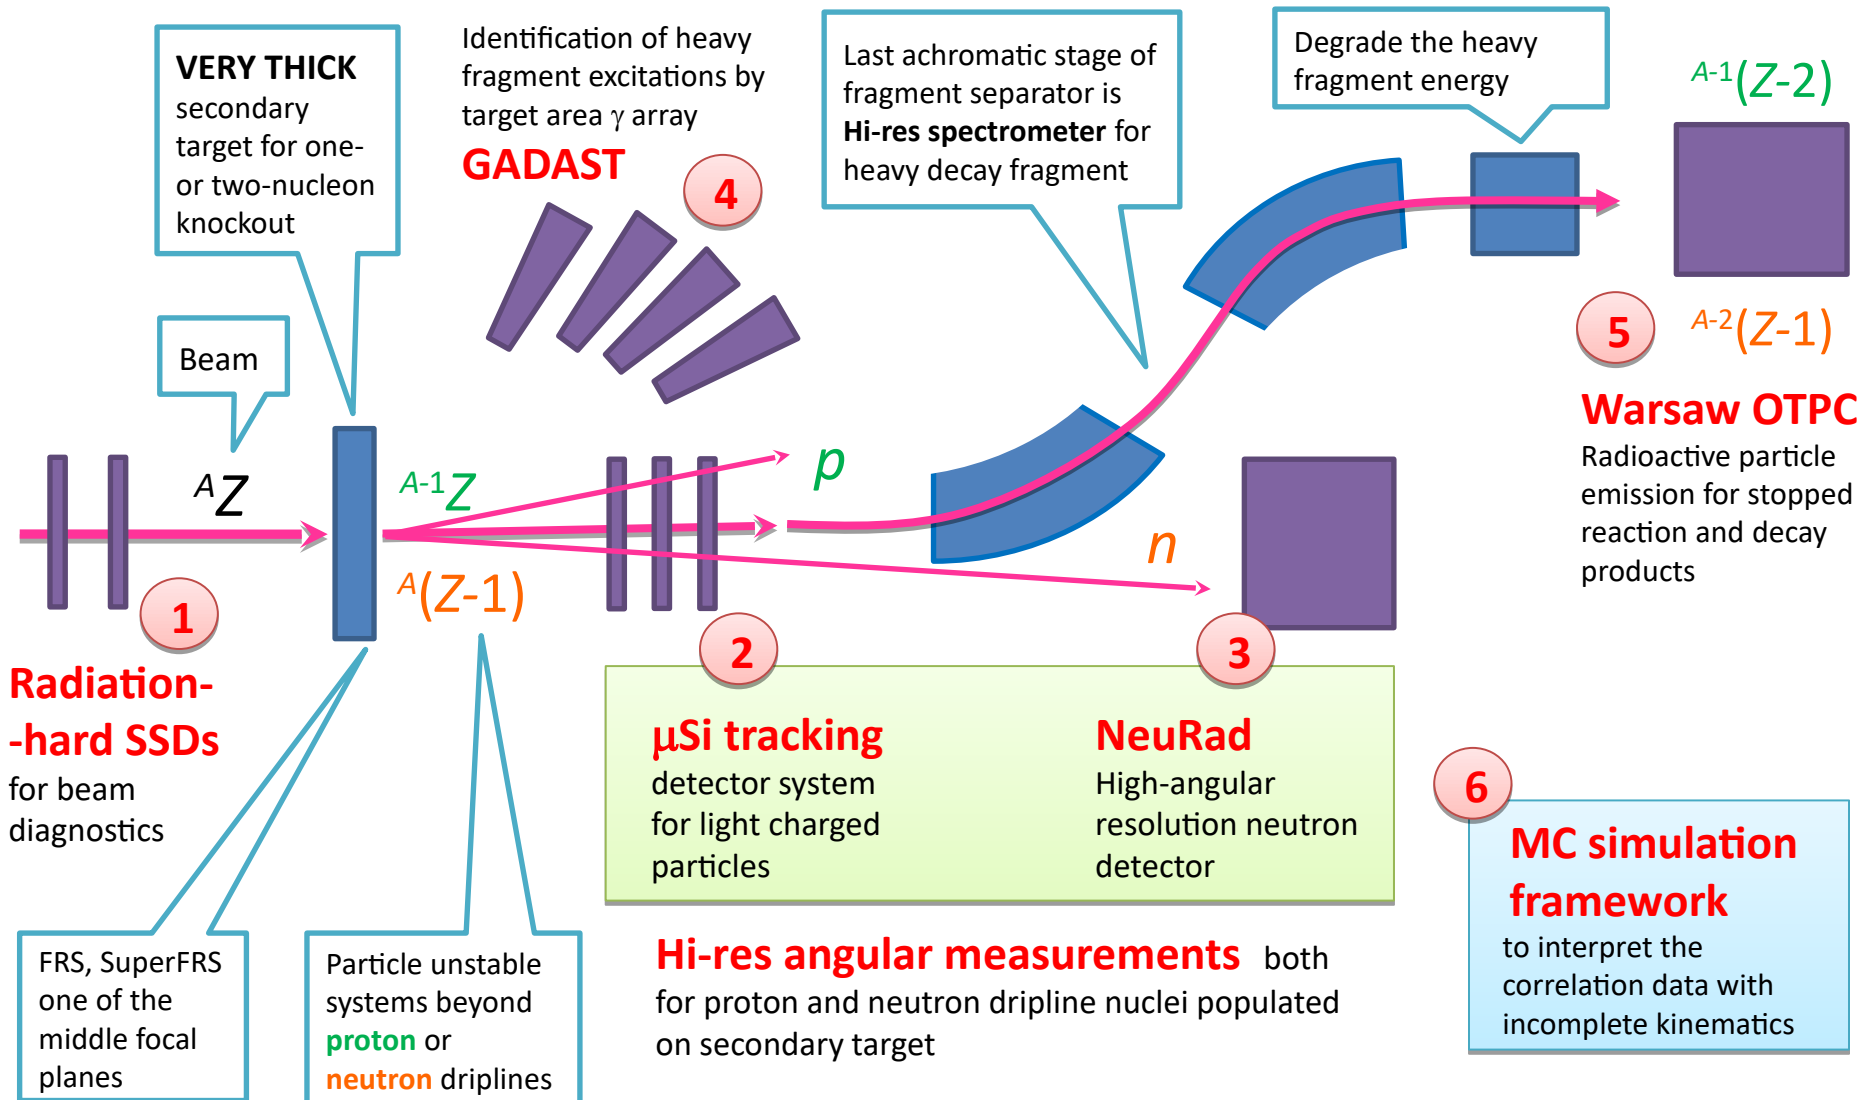 VERY THICK
secondary
target for one-
or two-nucleon
knockout
Identification of heavy
fragment excitations by
target area γ array
GADAST
4
Last achromatic stage of
fragment separator is
Hi-res spectrometer for
heavy decay fragment
Degrade the heavy
fragment energy
A-1(Z-2)
A-2(Z-1)
5
Warsaw OTPC
Radioactive particle
emission for stopped
reaction and decay
products
Beam
AZ
A-1Z
A(Z-1)
p
n
1
Radiation-
-hard SSDs
for beam
diagnostics
2
μSi tracking
detector system
for light charged
particles
3
NeuRad
High-angular
resolution neutron
detector
6
MC simulation
framework
to interpret the
correlation data with
incomplete kinematics
FRS, SuperFRS
one of the
middle focal
planes
Particle unstable
systems beyond
proton or
neutron driplines
Hi-res angular measurements both
for proton and neutron dripline nuclei populated
on secondary target